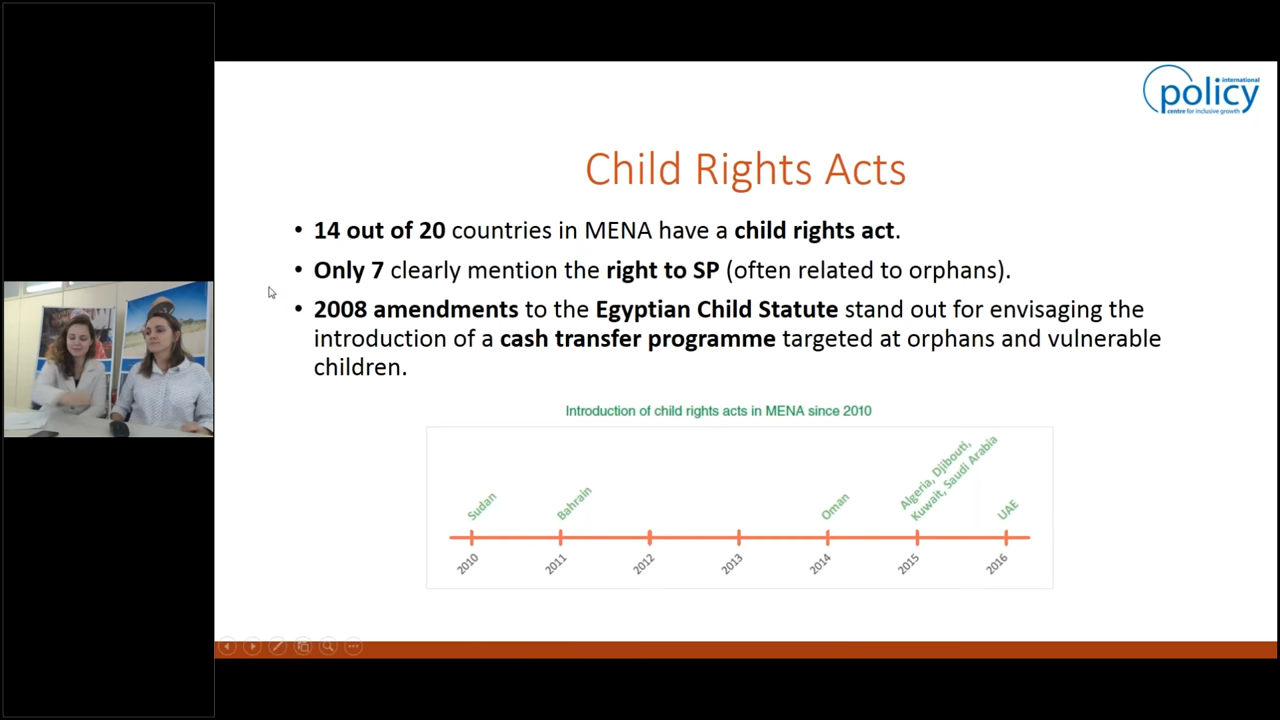 international
policy
centre for inclusive growth
Child Rights Acts
• 14 out of 20 countries in MENA have a child rights act.
• Only 7 clearly mention the right to SP (often related to orphans).
• 2008 amendments to the Egyptian Child Statute stand out for envisaging the
introduction of a cash transfer programme targeted at orphans and vulnerable
children.
Introduction of child rights acts in MENA since 2010
Sudan
Bahrain
Oman
Algeria, Djibouti,
Kuwait, Saudi Arabia
UAE
2010
2011
2012
2013
2014
2015
2016